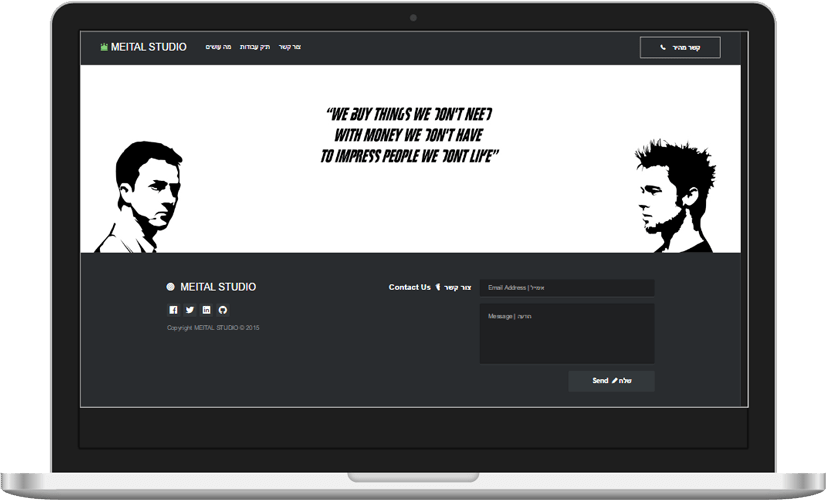 MEITAL STUDIO
מה עושים
תיק עבודות
צור קשר
קשר מהיר
“WE BUY THINGS WE DON'T NEED
WITH MONEY WE DON'T HAVE
TO IMPRESS PEOPLE WE DONT LIKE”
MEITAL STUDIO
Copyright MEITAL STUDIO © 2015
Contact Us צור קשר
Email Address | אימייל
Message | הודעה
Send שלח